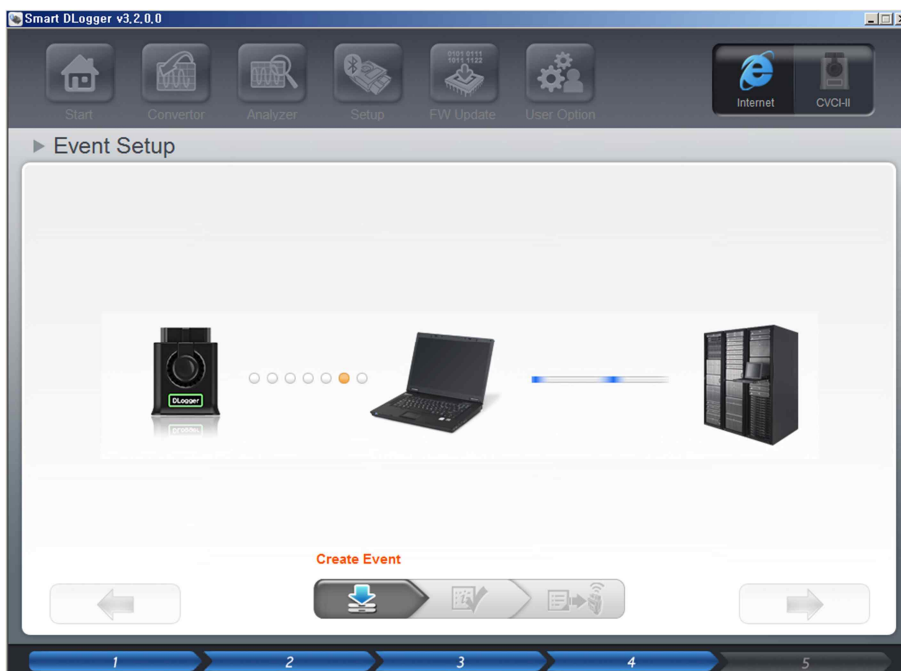 Smart DLogger v3,2,0,0
0101 0111
1011 1122
Start Convertor Analyzer Setup FW Update User Option Internet CVCI-II
Event Setup
DLogger
Create Event
1 2 3 4 5